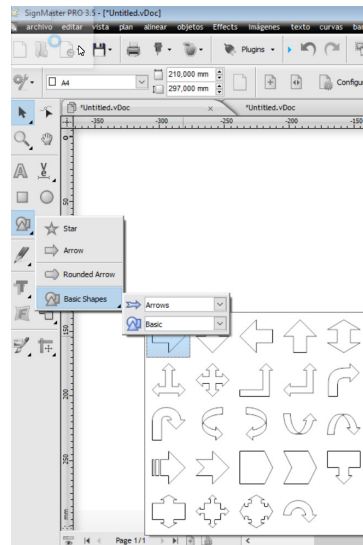 SignMaster PRO 3.5 - ["Untitled.vDoc"
archivo editar vista plan alinear objetos Effects Imágenes texto curvas bar
Plugins
A4
210,000 mm
297,000 mm
Configu
*Untitled.vDoc × *Untitled.vDoc
-350 -300 -250 -200 -150
0
50
Star
Arrow
Rounded Arrow
Basic Shapes
Arrows
Basic
150
200
250
mm
Page 1/1